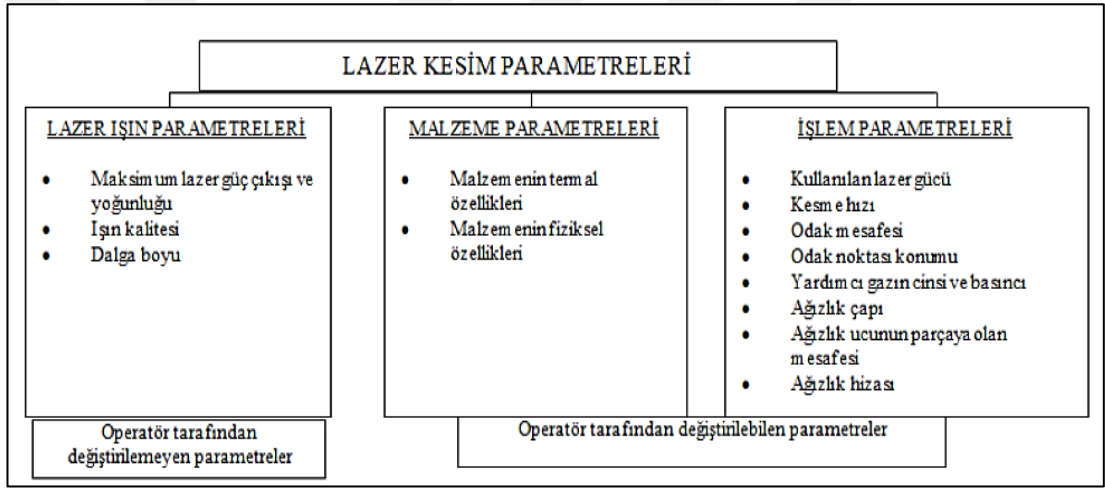 LAZER KESİM PARAMETRELERİ
LAZER IŞIN PARAMETRELERİ
• Maksimum lazer güç çıkışı ve
yoğunluğu
• Işın kalitesi
• Dalga boyu
MALZEME PARAMETRELERİ
• Malzemenin termal
özellikleri
• Malzemenin fiziksel
özellikleri
İŞLEM PARAMETRELERİ
• Kullanılan lazer gücü
• Kesme hızı
• Odak mesafesi
• Odak noktası konumu
• Yardımcı gazın cinsi ve basıncı
• Ağızlık çapı
• Ağızlık ucunun parçaya olan
mesafesi
• Ağızlık hizası
Operatör tarafından
değiştirilemeyen parametreler
Operatör tarafından değiştirilebilen parametreler